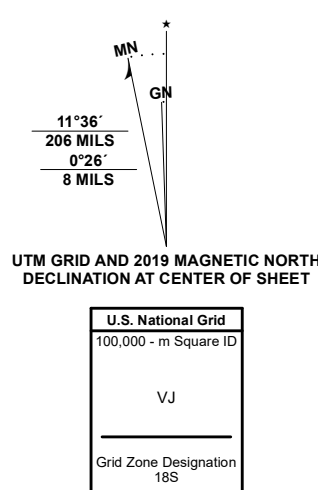 ★
MN
GN
11°36´
206 MILS
0°26´
8 MILS
UTM GRID AND 2019 MAGNETIC NORTH
DECLINATION AT CENTER OF SHEET
U.S. National Grid
100,000 - m Square ID
VJ
Grid Zone Designation
18S